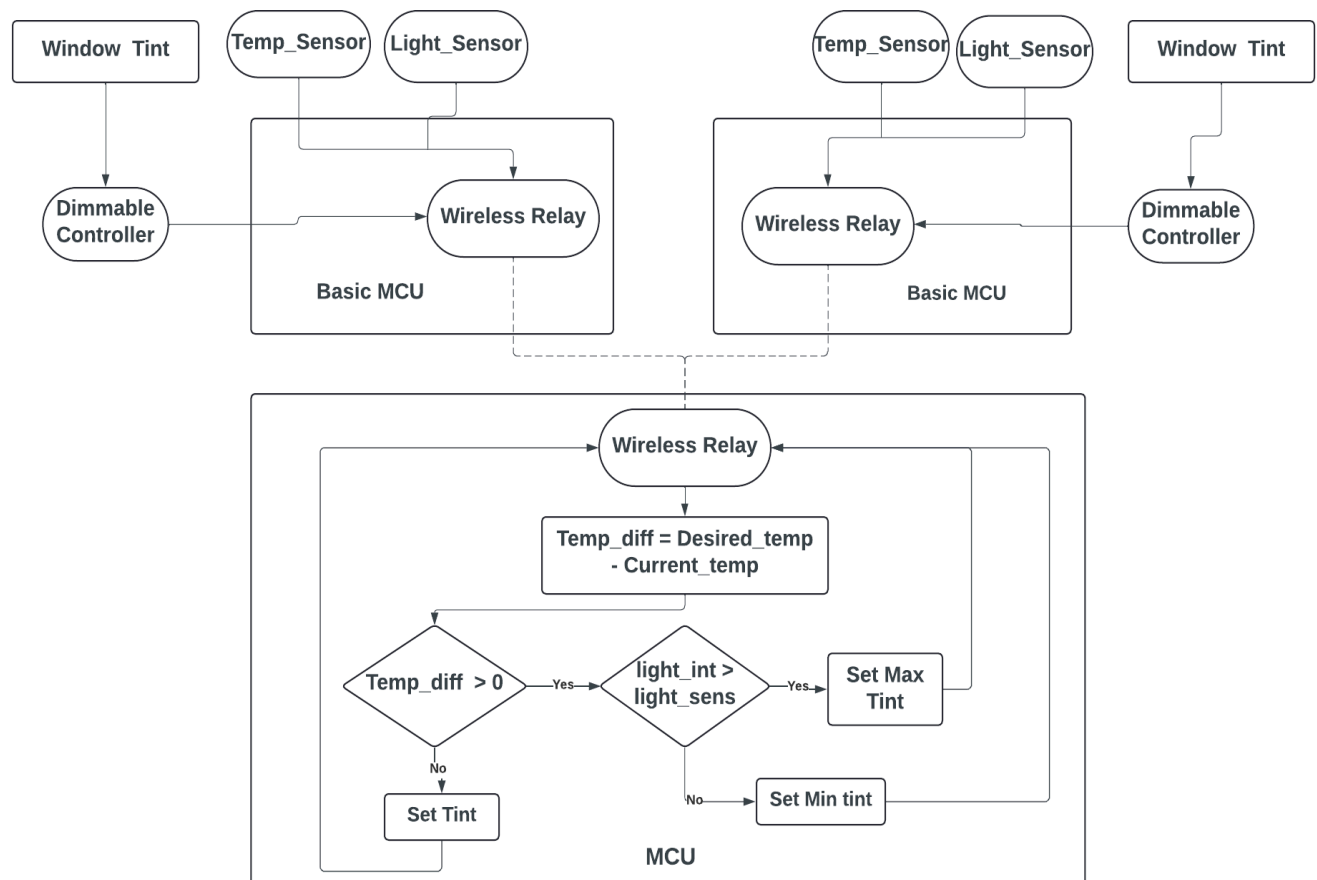 Window Tint
Temp_Sensor
Light_Sensor
Temp_Sensor
Light_Sensor
Window Tint
Dimmable
Controller
Wireless Relay
Basic MCU
Wireless Relay
Basic MCU
Dimmable
Controller
Wireless Relay
Temp_diff = Desired_temp
- Current_temp
Temp_diff > 0
Yes
light_int >
light_sens
Yes
Set Max
Tint
No
Set Tint
No
Set Min tint
MCU